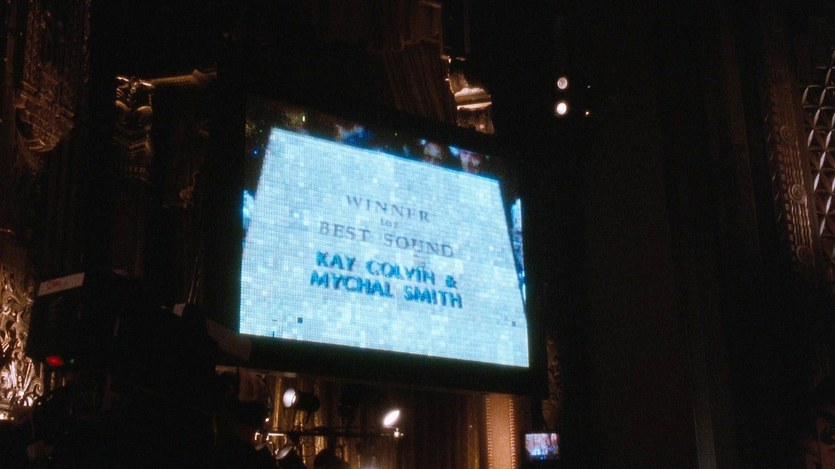 WINNER
for
BEST SOUND
KAY COLVIN &
MYCHAL SMITH